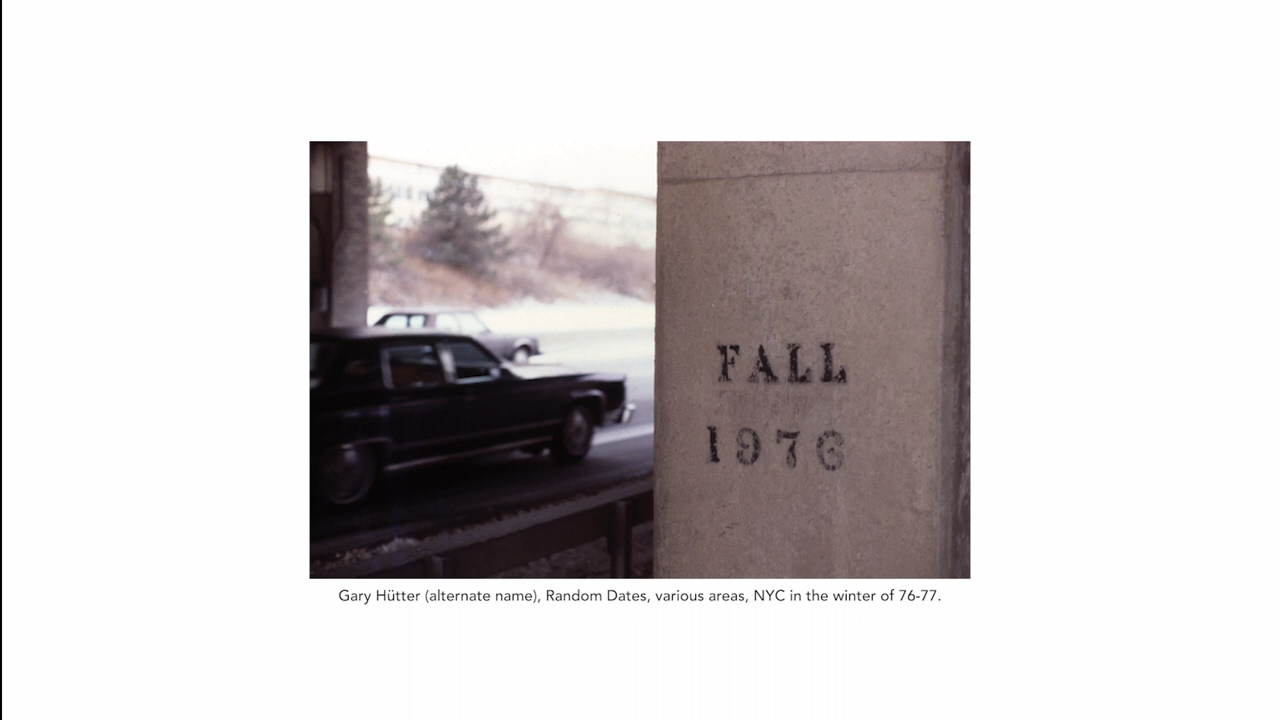 FALL
1976
Gary Hütter (alternate name), Random Dates, various areas, NYC in the winter of 76-77.